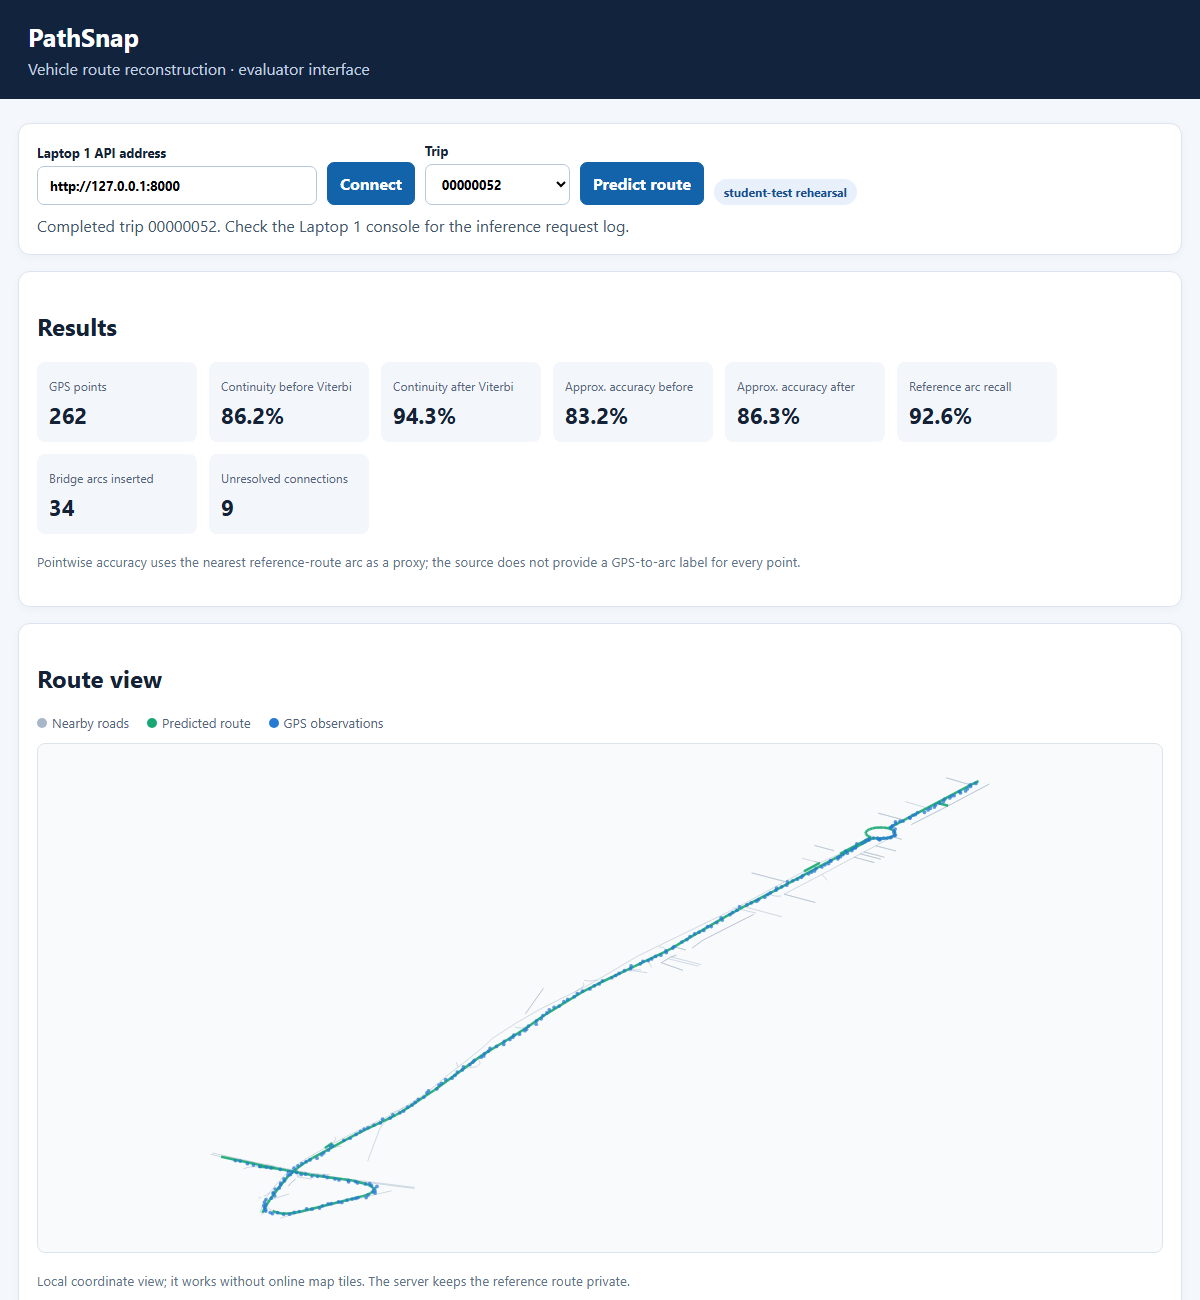 PathSnap
Vehicle route reconstruction · evaluator interface
Laptop 1 API address
Trip
http://127.0.0.1:8000
Connect
00000052
Predict route
student-test rehearsal
Completed trip 00000052. Check the Laptop 1 console for the inference request log.
Results
GPS points
262
Continuity before Viterbi
86.2%
Continuity after Viterbi
94.3%
Approx. accuracy before
83.2%
Approx. accuracy after
86.3%
Reference arc recall
92.6%
Bridge arcs inserted
34
Unresolved connections
9
Pointwise accuracy uses the nearest reference-route arc as a proxy; the source does not provide a GPS-to-arc label for every point.
Route view
Nearby roads
Predicted route
GPS observations
Local coordinate view; it works without online map tiles. The server keeps the reference route private.